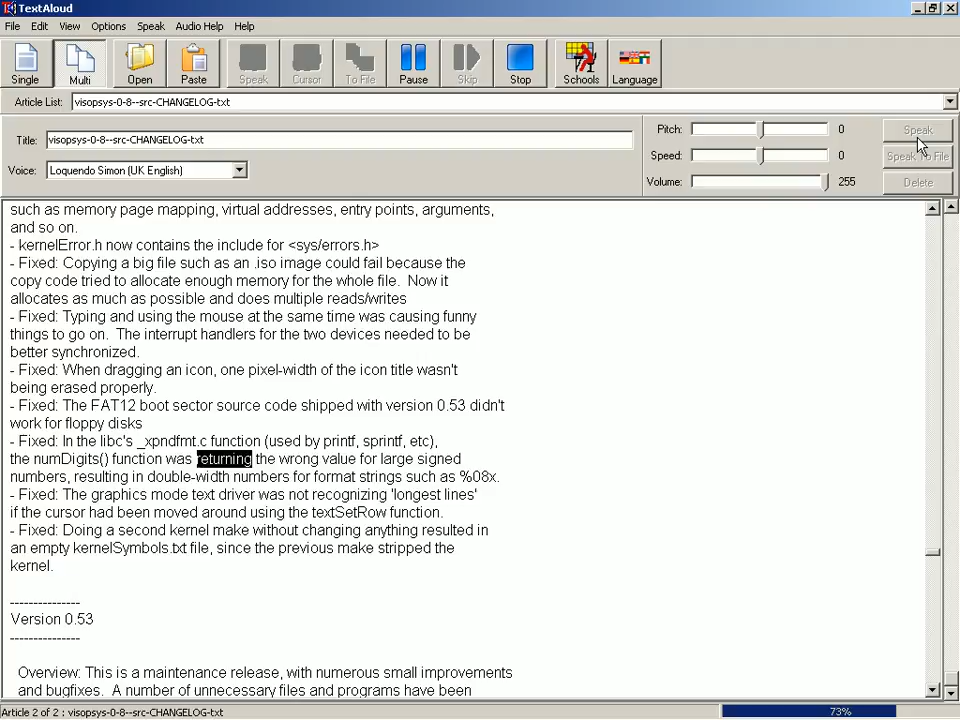 TextAloud
File Edit View Options Speak Audio Help Help
Single Multi Open Paste Speak Cursor To File Pause Skip Stop Schools Language
Article List: visopsys-0-8--src-CHANGELOG-txt
Title: visopsys-0-8--src-CHANGELOG-txt
Voice: Loquendo Simon (UK English)
Pitch: 0 Speak
Speed: 0 Speak To File
Volume: 255 Delete
such as memory page mapping, virtual addresses, entry points, arguments,
and so on.
- kernelError.h now contains the include for <sys/errors.h>
- Fixed: Copying a big file such as an .iso image could fail because the
copy code tried to allocate enough memory for the whole file.  Now it
allocates as much as possible and does multiple reads/writes
- Fixed: Typing and using the mouse at the same time was causing funny
things to go on.  The interrupt handlers for the two devices needed to be
better synchronized.
- Fixed: When dragging an icon, one pixel-width of the icon title wasn't
being erased properly.
- Fixed: The FAT12 boot sector source code shipped with version 0.53 didn't
work for floppy disks
- Fixed: In the libc's _xpndfmt.c function (used by printf, sprintf, etc),
the numDigits() function was returning the wrong value for large signed
numbers, resulting in double-width numbers for format strings such as %08x.
- Fixed: The graphics mode text driver was not recognizing 'longest lines'
if the cursor had been moved around using the textSetRow function.
- Fixed: Doing a second kernel make without changing anything resulted in
an empty kernelSymbols.txt file, since the previous make stripped the
kernel.
---------------
Version 0.53
---------------
Overview: This is a maintenance release, with numerous small improvements
and bugfixes.  A number of unnecessary files and programs have been
Article 2 of 2 : visopsys-0-8--src-CHANGELOG-txt 73%